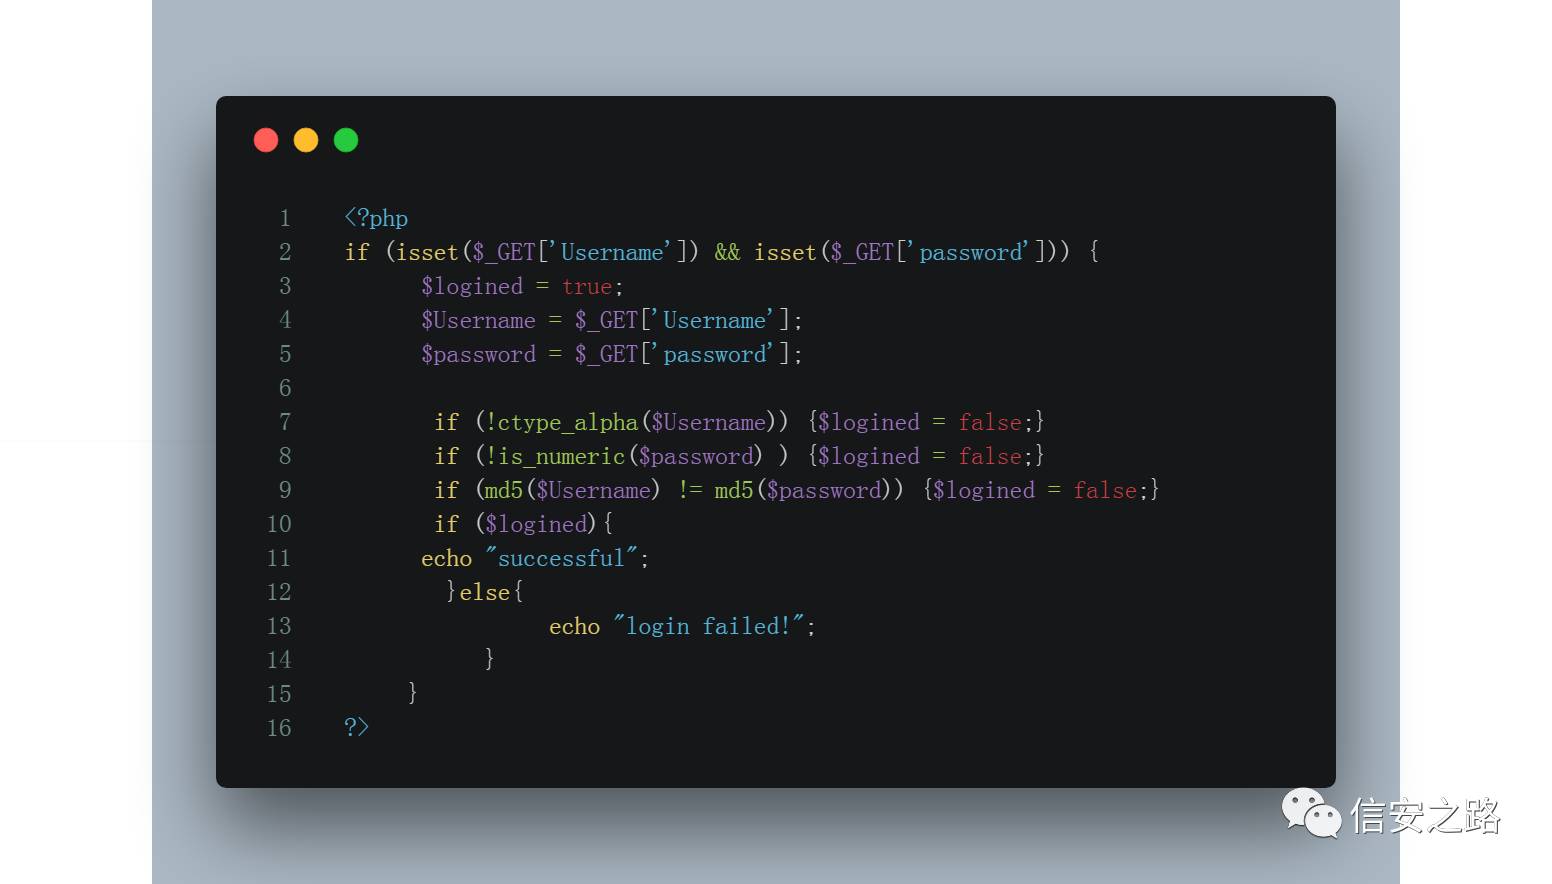 1 <?php
2 if (isset($_GET['Username']) && isset($_GET['password'])) {
3 $logined = true;
4 $Username = $_GET['Username'];
5 $password = $_GET['password'];
6
7 if (!ctype_alpha($Username)) {$logined = false;}
8 if (!is_numeric($password) ) {$logined = false;}
9 if (md5($Username) != md5($password)) {$logined = false;}
10 if ($logined){
11 echo "successful";
12 }else{
13 echo "login failed!";
14 }
15 }
16 ?>
信安之路